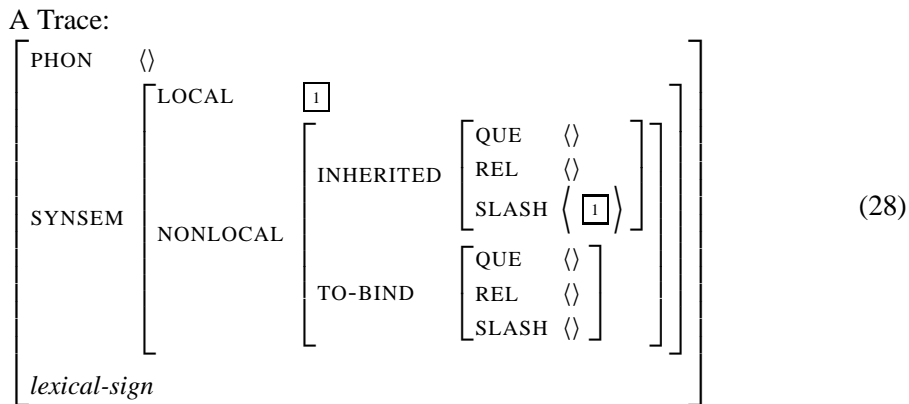 A Trace:
PHON ⟨⟩
LOCAL 1
QUE ⟨⟩
INHERITED REL ⟨⟩
SLASH ⟨ 1 ⟩
SYNSEM NONLOCAL (28)
QUE ⟨⟩
TO-BIND REL ⟨⟩
SLASH ⟨⟩
lexical-sign